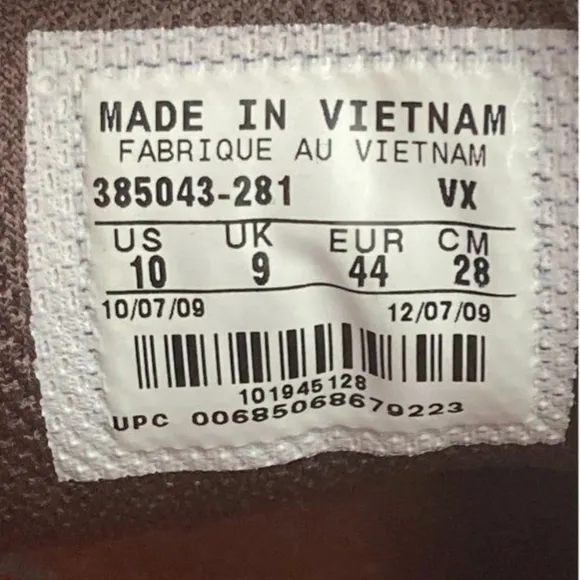 MADE IN VIETNAM
FABRIQUE AU VIETNAM
385043-281 VX
US UK EUR CM
10 9 44 28
10/07/09 12/07/09
101945128
UPC 00685068679223